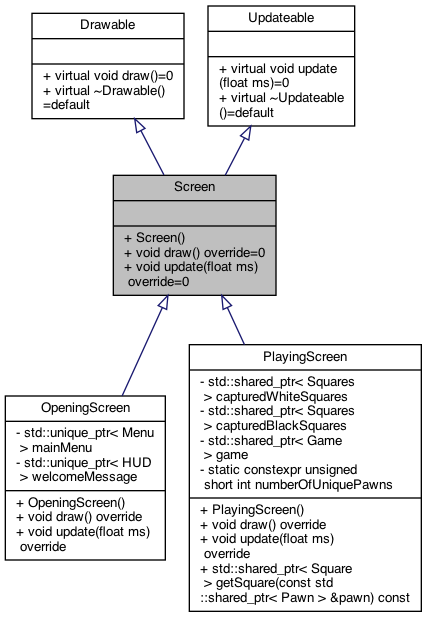 Drawable
+ virtual void draw()=0
+ virtual ~Drawable()
=default
Updateable
+ virtual void update
(float ms)=0
+ virtual ~Updateable
()=default
Screen
+ Screen()
+ void draw() override=0
+ void update(float ms)
override=0
OpeningScreen
- std::unique_ptr< Menu
> mainMenu
- std::unique_ptr< HUD
> welcomeMessage
+ OpeningScreen()
+ void draw() override
+ void update(float ms)
override
PlayingScreen
- std::shared_ptr< Squares
> capturedWhiteSquares
- std::shared_ptr< Squares
> capturedBlackSquares
- std::shared_ptr< Game
> game
- static constexpr unsigned
short int numberOfUniquePawns
+ PlayingScreen()
+ void draw() override
+ void update(float ms)
override
+ std::shared_ptr< Square
> getSquare(const std
::shared_ptr< Pawn > &pawn) const